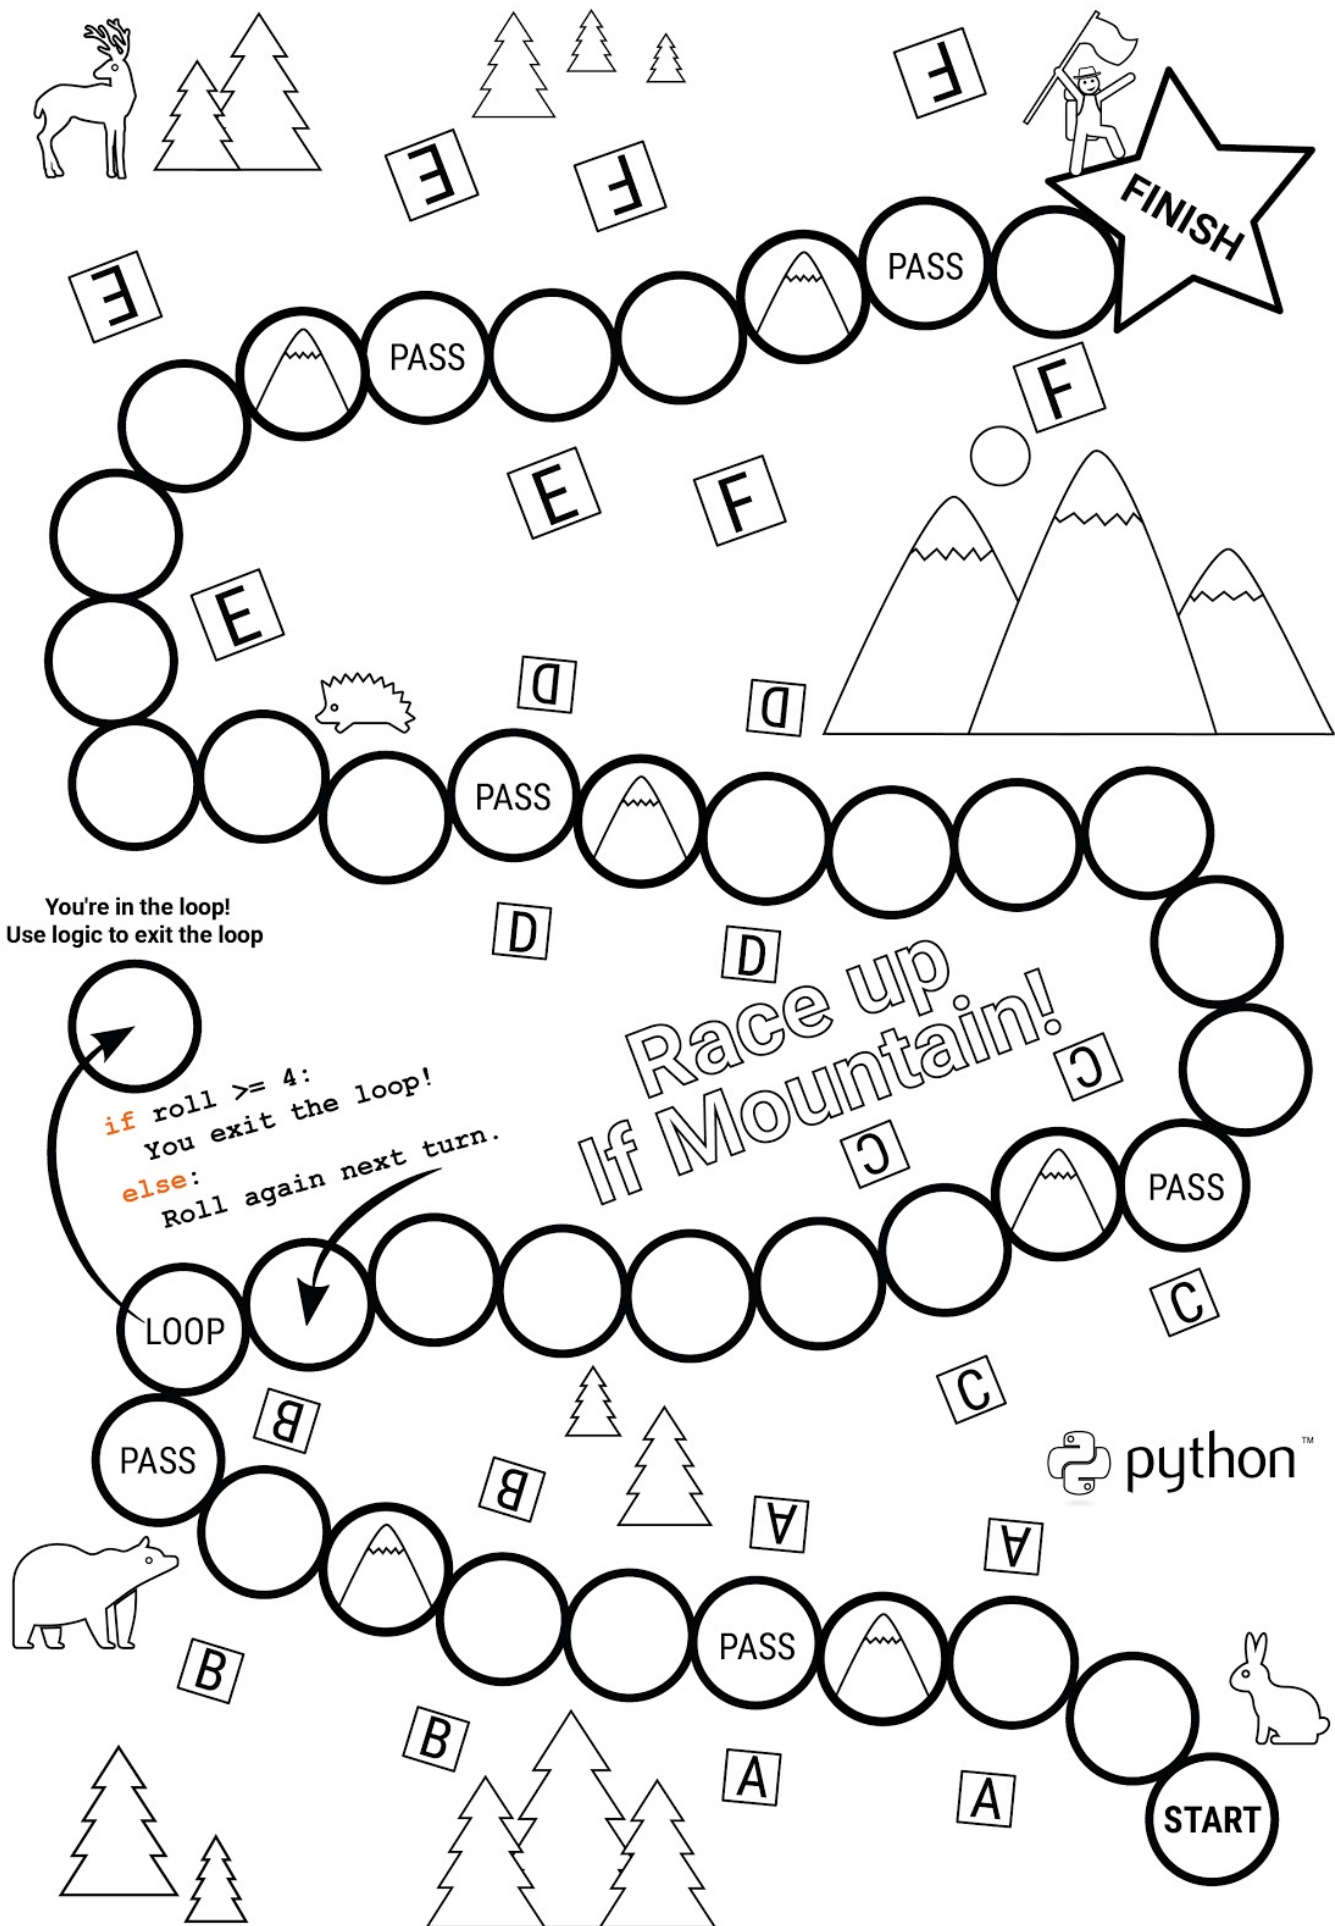 F
E
F
FINISH
E
PASS
PASS
F
E
F
E
D
D
PASS
You're in the loop!
Use logic to exit the loop
D
D
Race up
If Mountain!
if roll >= 4:
You exit the loop!
else:
Roll again next turn.
C
C
PASS
C
LOOP
C
B
PASS
python™
B
A
A
PASS
B
B
A
A
START